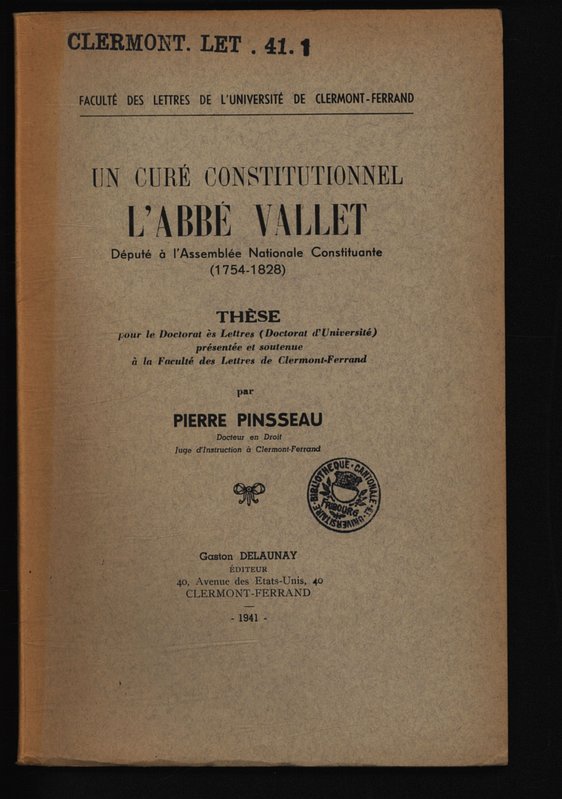 CLERMONT. LET . 41. 1
FACULTÉ DES LETTRES DE L'UNIVERSITÉ DE CLERMONT-FERRAND
UN CURÉ CONSTITUTIONNEL
L'ABBÉ VALLET
Député à l'Assemblée Nationale Constituante
(1754-1828)
THÈSE
pour le Doctorat ès Lettres (Doctorat d'Université)
présentée et soutenue
à la Faculté des Lettres de Clermont-Ferrand
par
PIERRE PINSSEAU
Docteur en Droit
Juge d'Instruction à Clermont-Ferrand
BIBLIOTHEQUE · CANTONALE · ET · UNIVERSITAIRE
FRIBOURG
Gaston DELAUNAY
ÉDITEUR
40, Avenue des Etats-Unis, 40
CLERMONT-FERRAND
- 1941 -